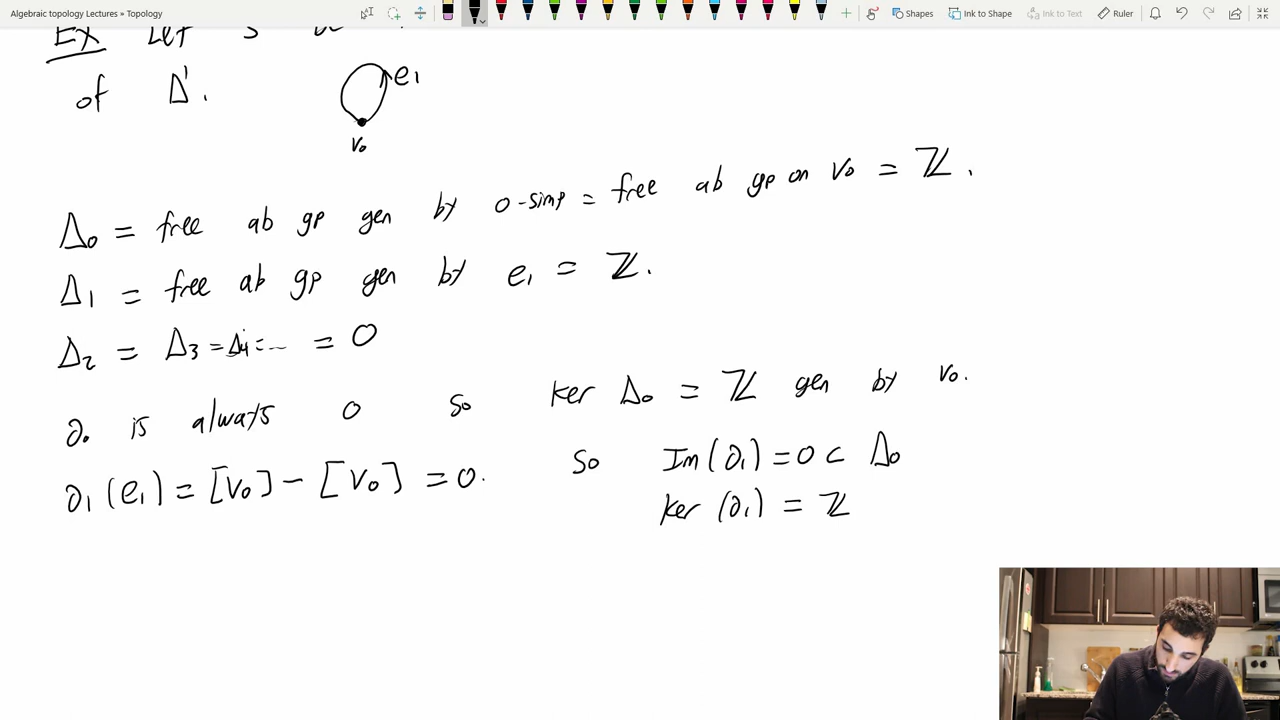 Algebraic topology Lectures » Topology
Shapes
Ink to Shape
Ink to Text
Ruler
Ex Let S
of Δ¹.
e₁
v₀
Δ₀ = free ab gp gen by 0-simp = free ab gp on v₀ = ℤ.
Δ₁ = free ab gp gen by e₁ = ℤ.
Δ₂ = Δ₃ = Δ₄ = ... = 0
∂₀ is always 0 so ker Δ₀ = ℤ gen by v₀.
∂₁(e₁) = [v₀] - [v₀] = 0. so Im(∂₁) = 0 ⊂ Δ₀
ker (∂₁) = ℤ